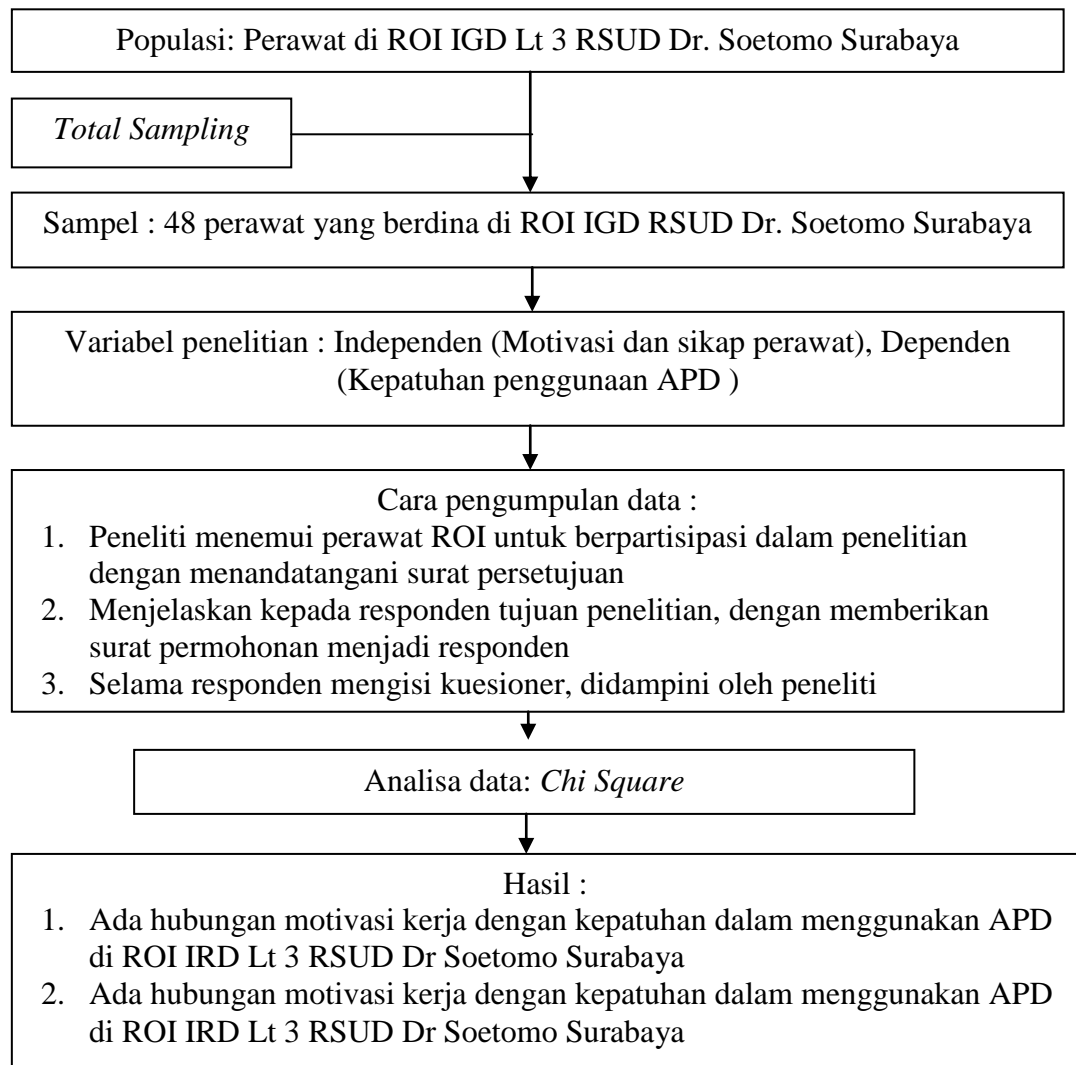 Populasi: Perawat di ROI IGD Lt 3 RSUD Dr. Soetomo Surabaya
Total Sampling
Sampel : 48 perawat yang berdina di ROI IGD RSUD Dr. Soetomo Surabaya
Variabel penelitian : Independen (Motivasi dan sikap perawat), Dependen
(Kepatuhan penggunaan APD )
Cara pengumpulan data :
1. Peneliti menemui perawat ROI untuk berpartisipasi dalam penelitian
dengan menandatangani surat persetujuan
2. Menjelaskan kepada responden tujuan penelitian, dengan memberikan
surat permohonan menjadi responden
3. Selama responden mengisi kuesioner, didampini oleh peneliti
Analisa data: Chi Square
Hasil :
1. Ada hubungan motivasi kerja dengan kepatuhan dalam menggunakan APD
di ROI IRD Lt 3 RSUD Dr Soetomo Surabaya
2. Ada hubungan motivasi kerja dengan kepatuhan dalam menggunakan APD
di ROI IRD Lt 3 RSUD Dr Soetomo Surabaya